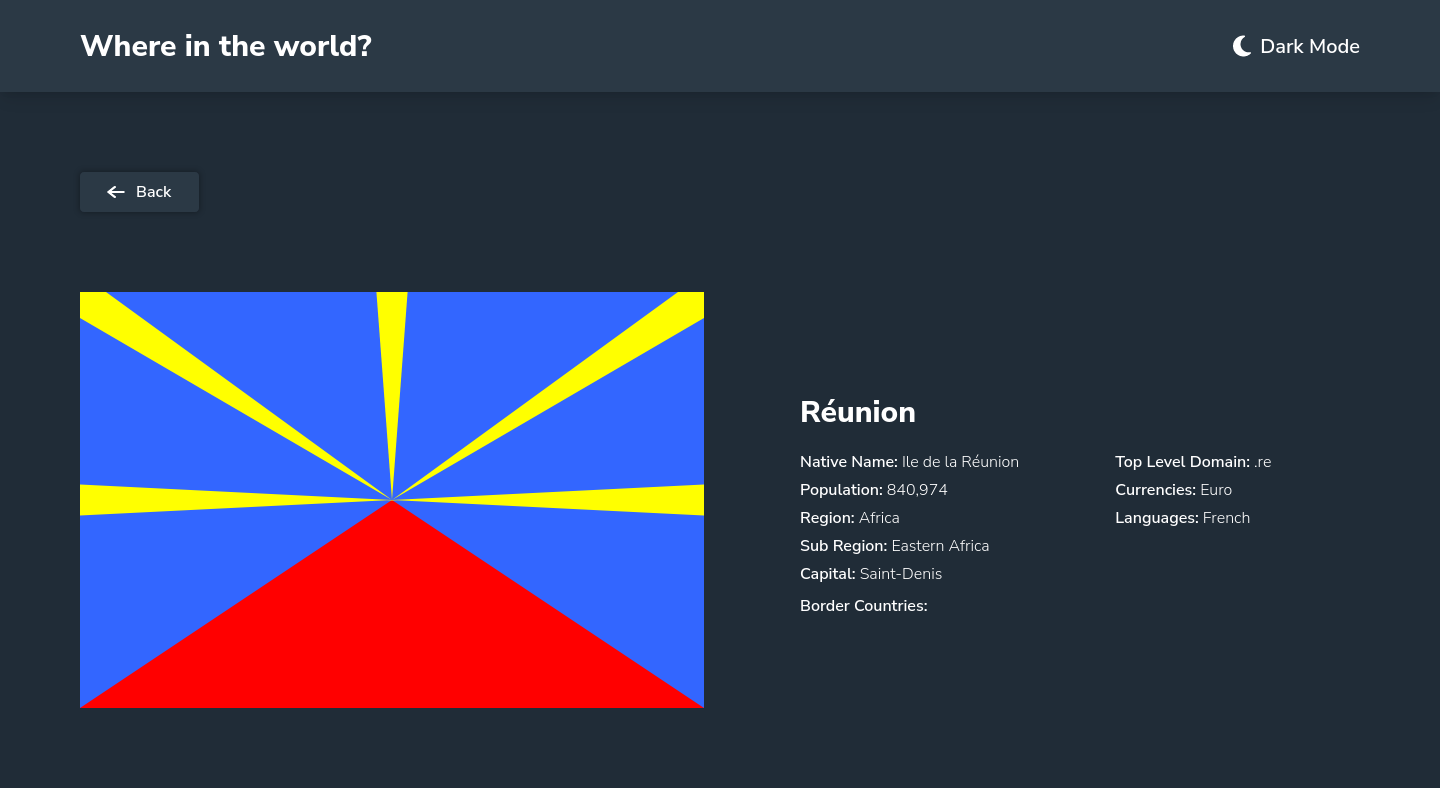 Where in the world?
Dark Mode
Back
Réunion
Native Name: Ile de la Réunion
Population: 840,974
Region: Africa
Sub Region: Eastern Africa
Capital: Saint-Denis
Top Level Domain: .re
Currencies: Euro
Languages: French
Border Countries: